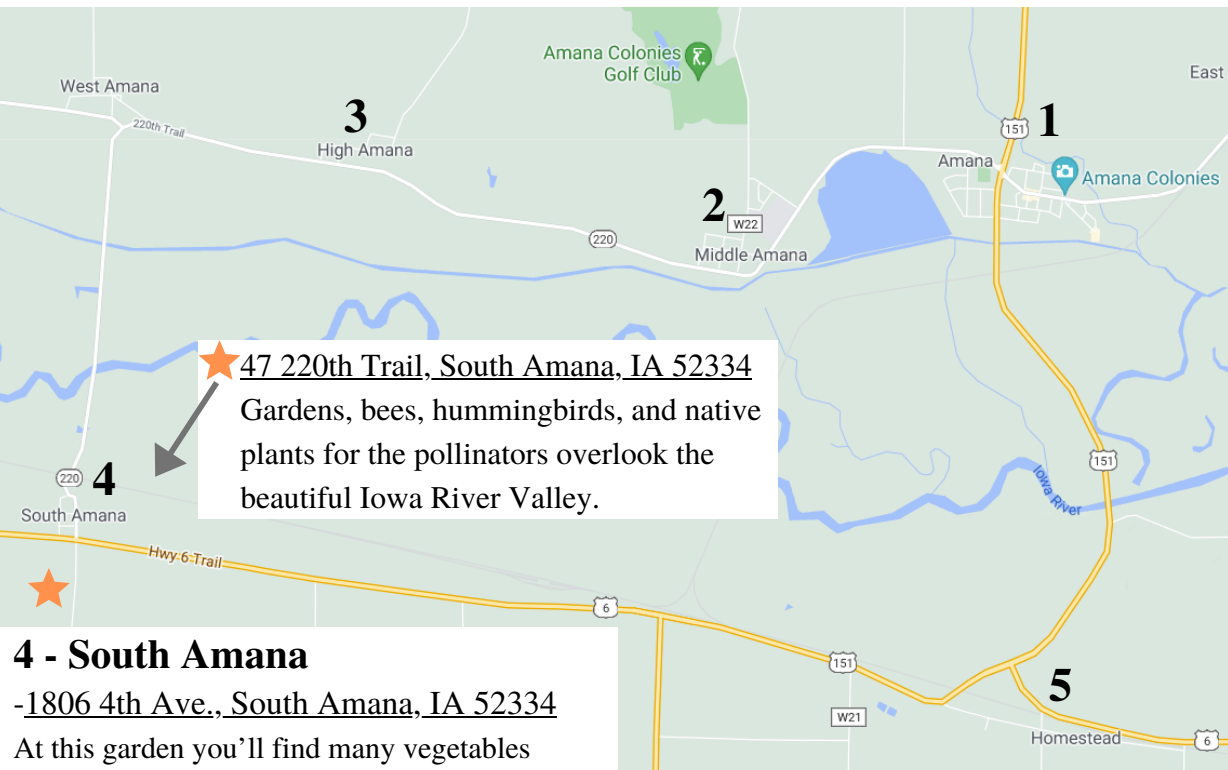 Amana Colonies
Golf Club
East
West Amana
220th Trail
3
High Amana
151
1
Amana
Amana Colonies
2
W22
220
Middle Amana
47 220th Trail, South Amana, IA 52334
Gardens, bees, hummingbirds, and native
plants for the pollinators overlook the
beautiful Iowa River Valley.
151
Iowa River
220
4
South Amana
Hwy 6 Trail
6
4 - South Amana
-1806 4th Ave., South Amana, IA 52334
At this garden you’ll find many vegetables
151
5
W21
Homestead
6